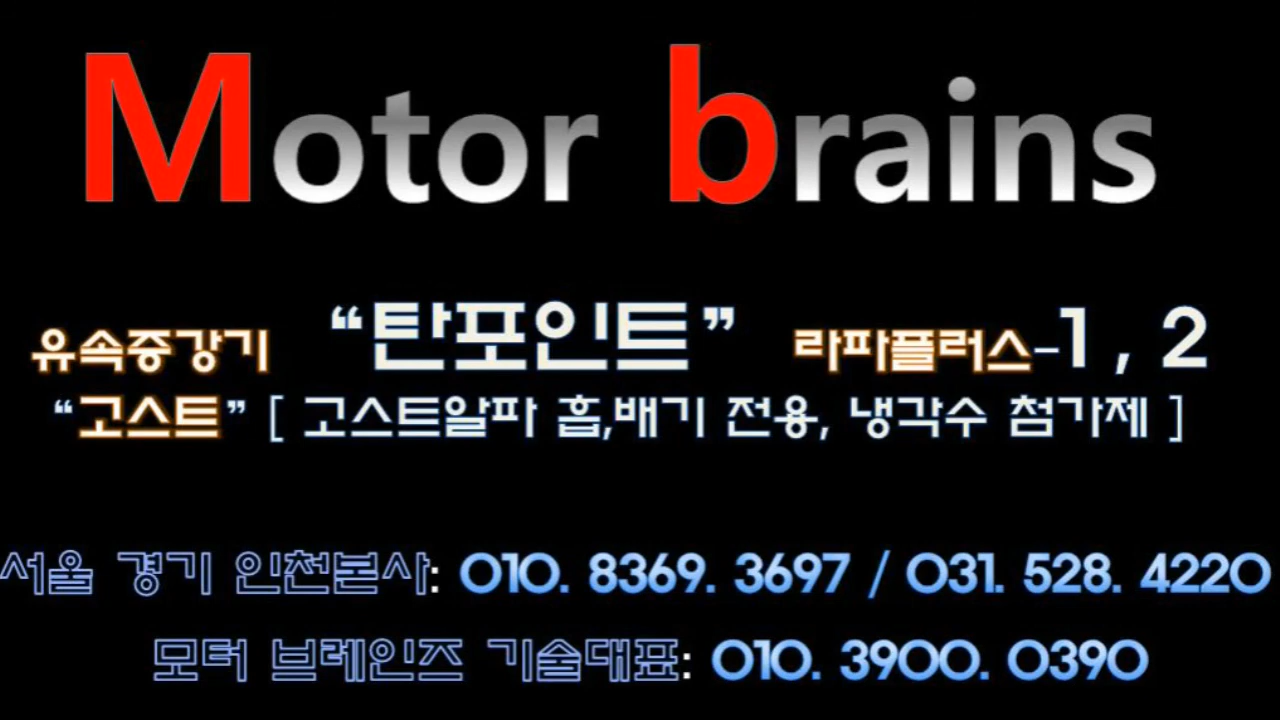 Motor brains
유속증강기 “탄포인트” 라파플러스-1 , 2
“고스트” [ 고스트알파 흡,배기 전용, 냉각수 첨가제 ]
서울 경기 인천본사: 010. 8369. 3697 / 031. 528. 4220
모터 브레인즈 기술대표: 010. 3900. 0390